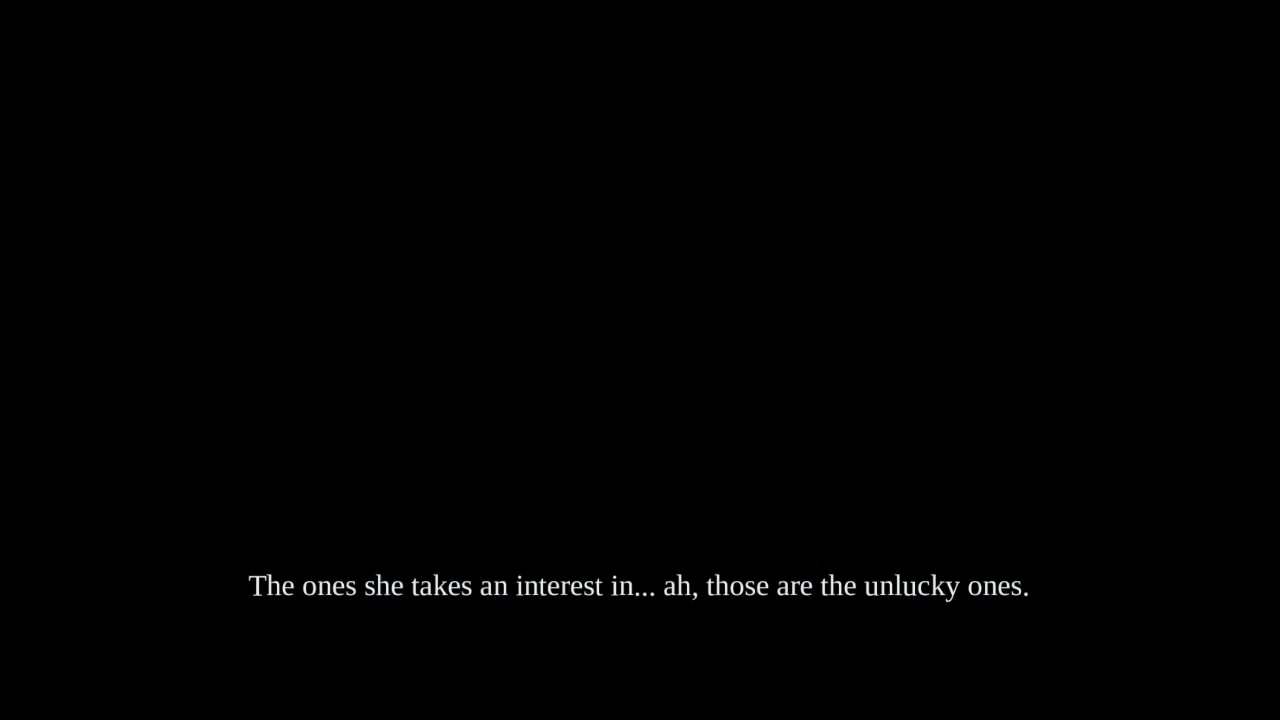 The ones she takes an interest in... ah, those are the unlucky ones.